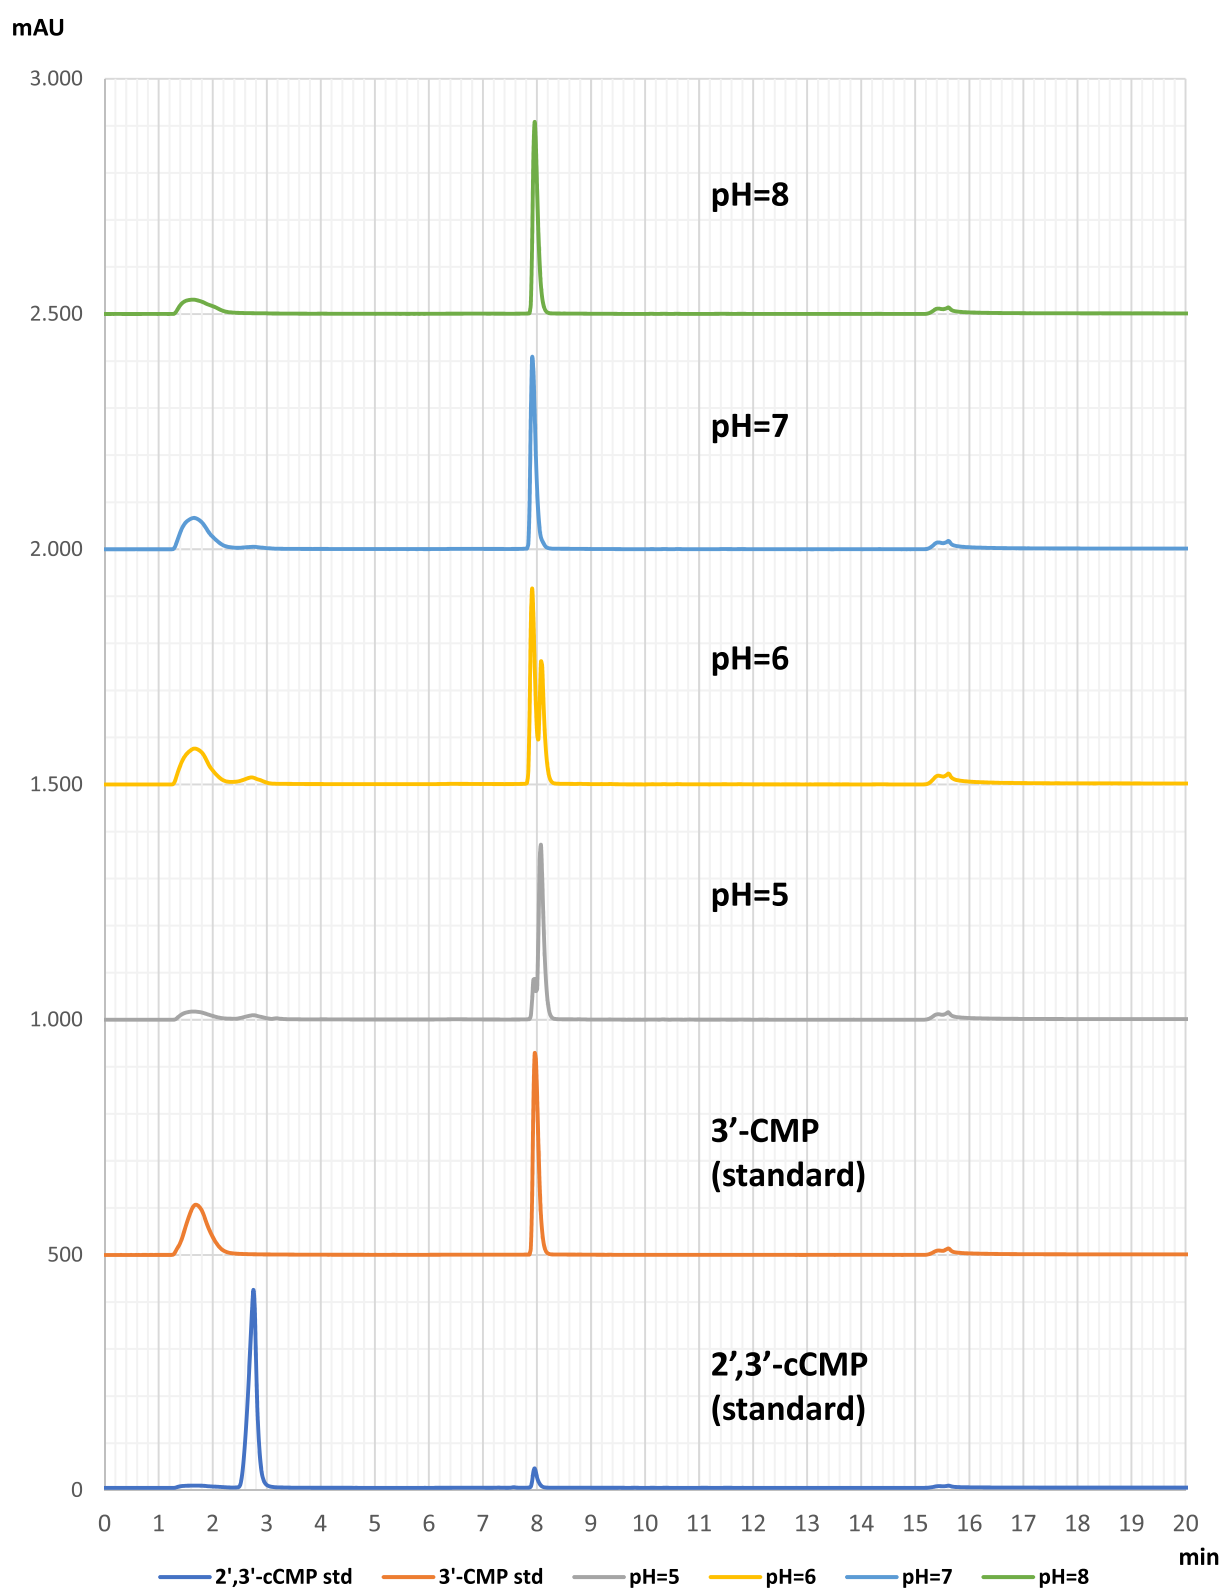 mAU
3.000
pH=8
2.500
pH=7
2.000
pH=6
1.500
pH=5
1.000
3’-CMP
(standard)
500
2’,3’-cCMP
(standard)
0
0 1 2 3 4 5 6 7 8 9 10 11 12 13 14 15 16 17 18 19 20
min
2',3'-cCMP std 3'-CMP std pH=5 pH=6 pH=7 pH=8